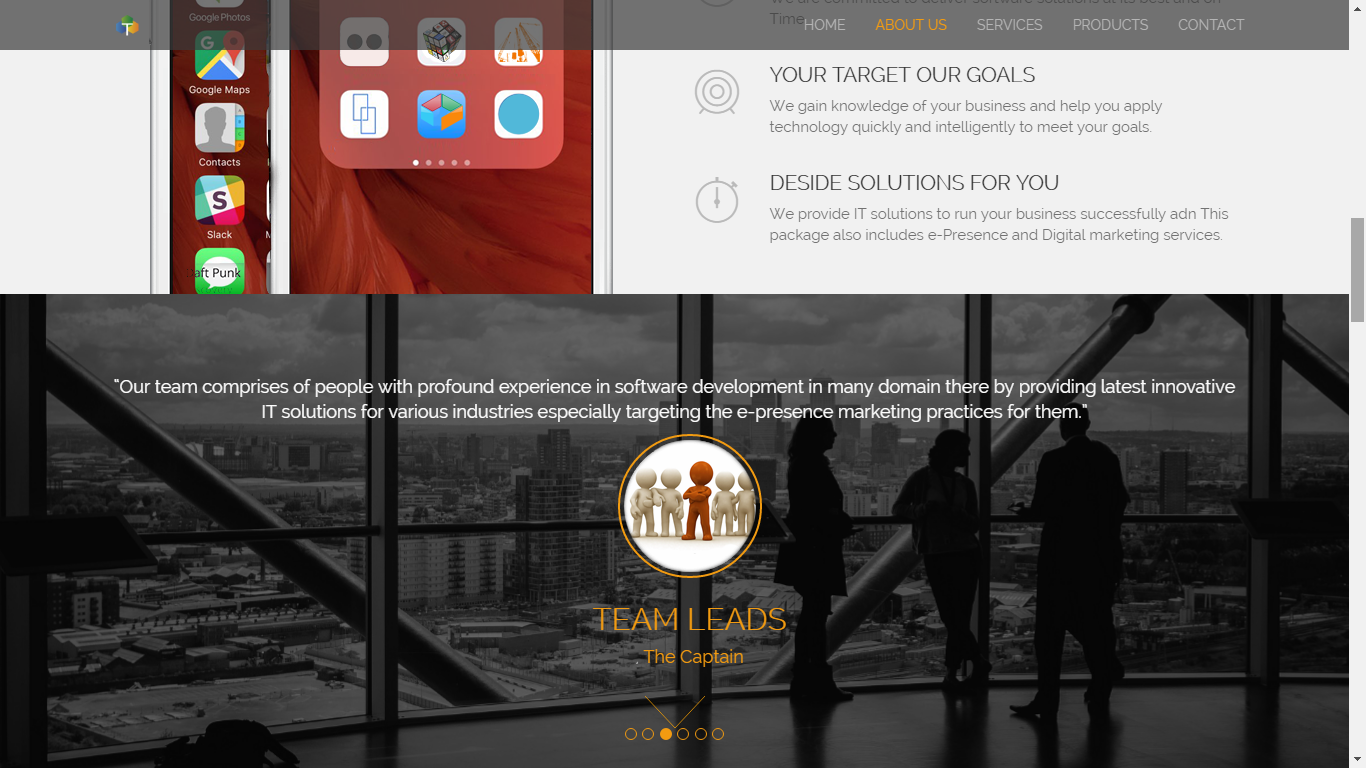 We are committed to deliver software solutions at its best and on
Time.
HOME ABOUT US SERVICES PRODUCTS CONTACT
T
Google Photos
Google Maps
Contacts
S
Slack
aft Punk
YOUR TARGET OUR GOALS
We gain knowledge of your business and help you apply
technology quickly and intelligently to meet your goals.
DESIDE SOLUTIONS FOR YOU
We provide IT solutions to run your business successfully adn This
package also includes e-Presence and Digital marketing services.
"Our team comprises of people with profound experience in software development in many domain there by providing latest innovative
IT solutions for various industries especially targeting the e-presence marketing practices for them."
TEAM LEADS
. The Captain